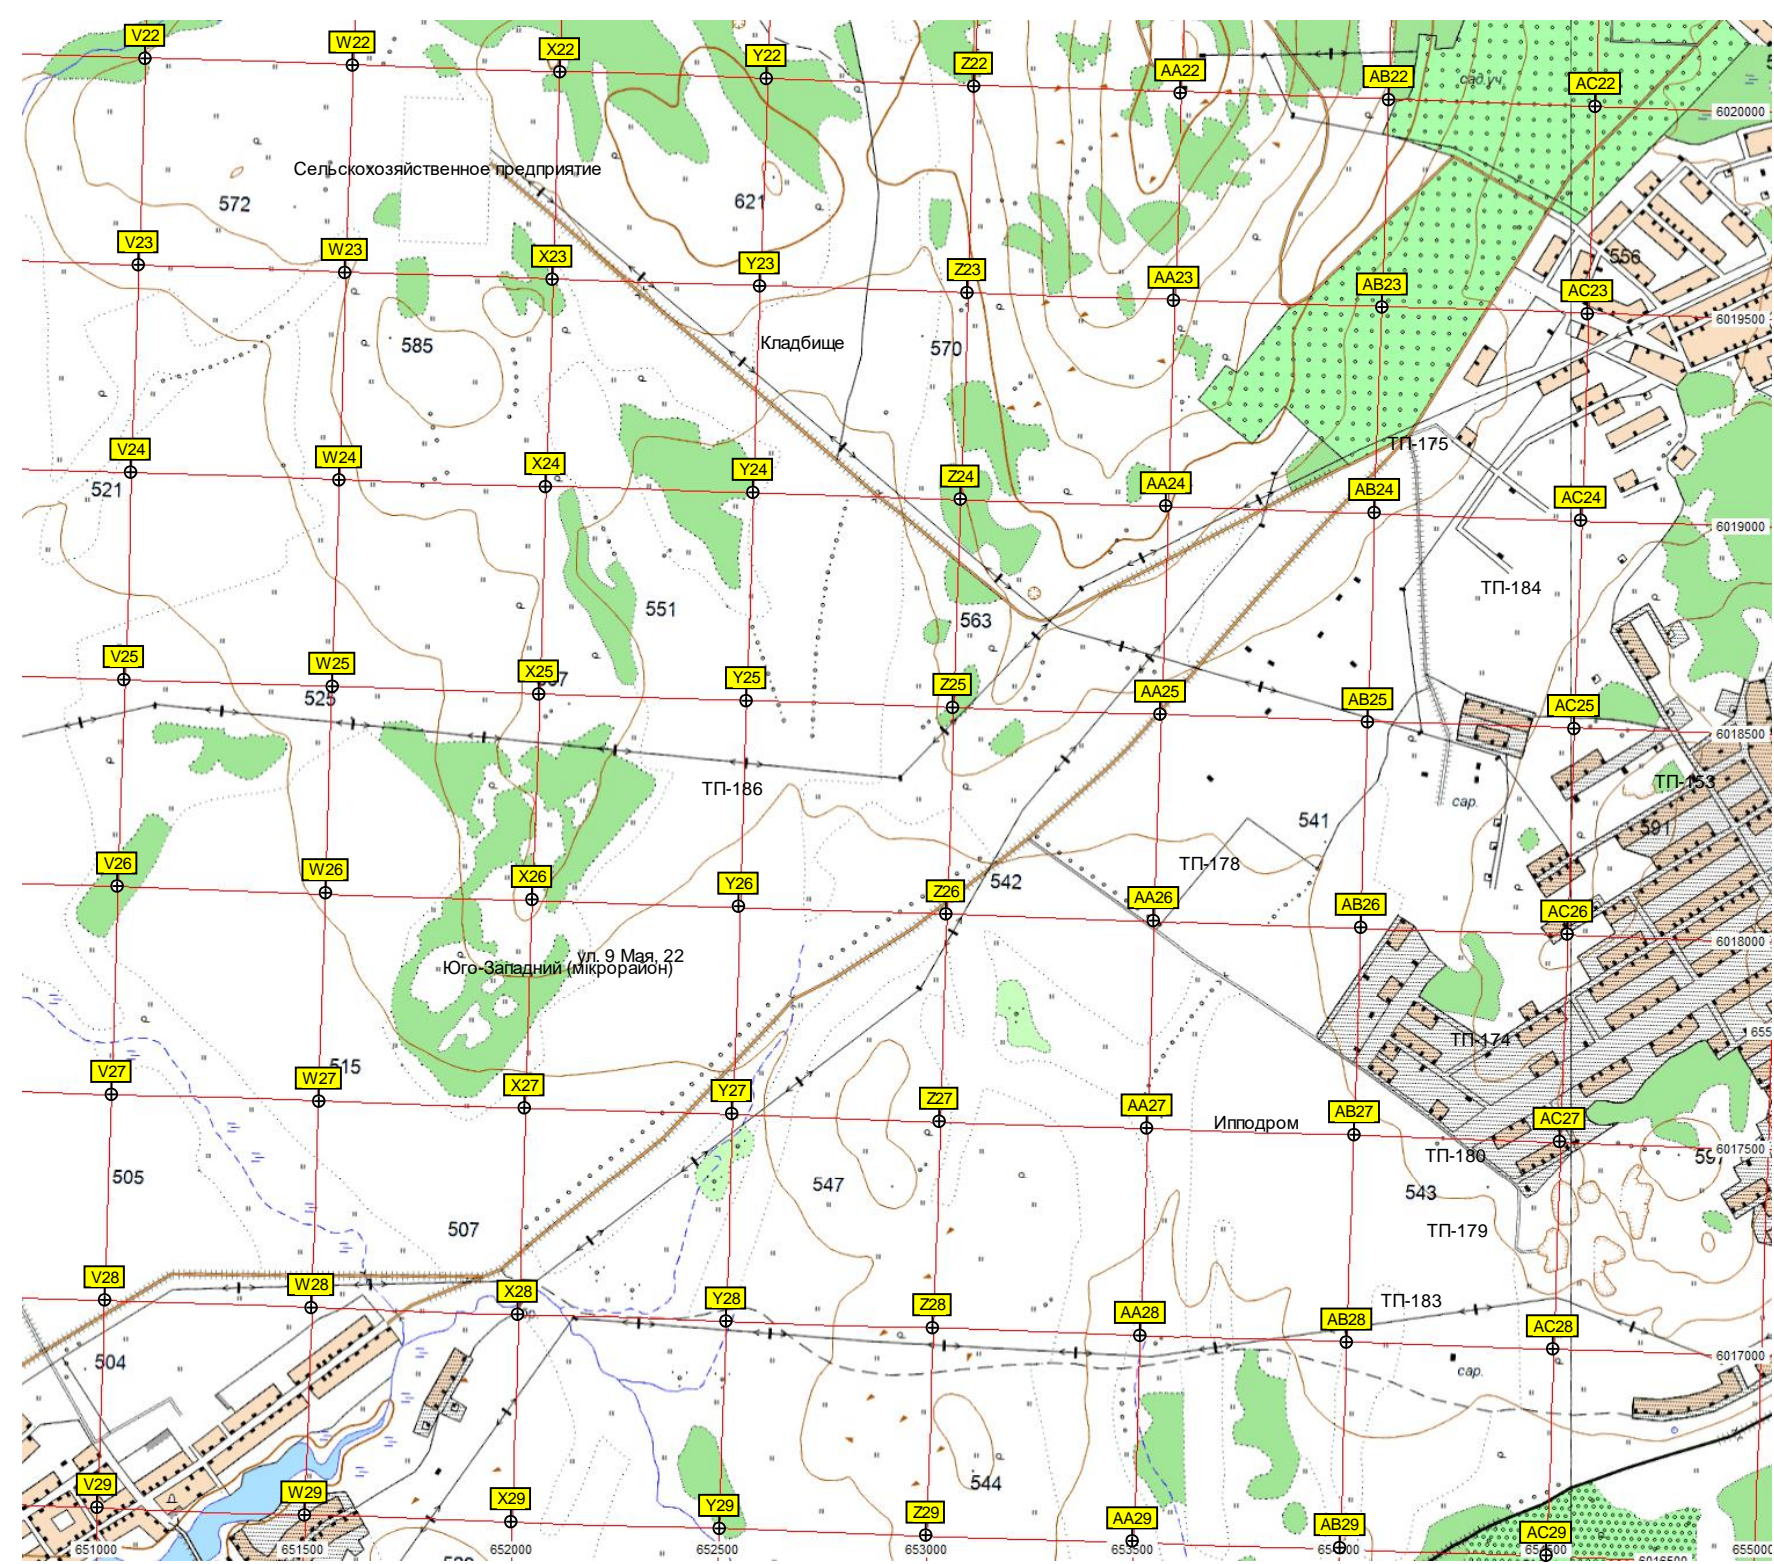 V22 W22 X22 Y22 Z22 AA22 AB22 сад.уч. AC22
6020000
Сельскохозяйственное предприятие
572 621
V23 W23 X23 Y23 Z23 AA23 AB23 AC23 556
6019500
585 Кладбище 570
ТП-175
V24 W24 X24 Y24 Z24 AA24 AB24 AC24
521
6019000
ТП-184
551 563
V25 W25 X25 Y25 Z25 AA25 AB25 AC25
525
6018500
ТП-186 ТП-153
сар.
541 591
ТП-178
V26 W26 X26 Y26 Z26 542 AA26 AB26 AC26
6018000
ул. 9 Мая, 22
Юго-Западний (мікрорайон)
ТП-174
515
V27 W27 X27 Y27 Z27 AA27 AB27 AC27
Ипподром
6017500
ТП-180
505 547 543
507 ТП-179
V28 W28 X28 Y28 Z28 AA28 AB28 AC28
ТП-183
6017000
504 сар.
544
V29 W29 X29 Y29 Z29 AA29 AB29 AC29
651000 651500 652000 652500 653000 653500 655000